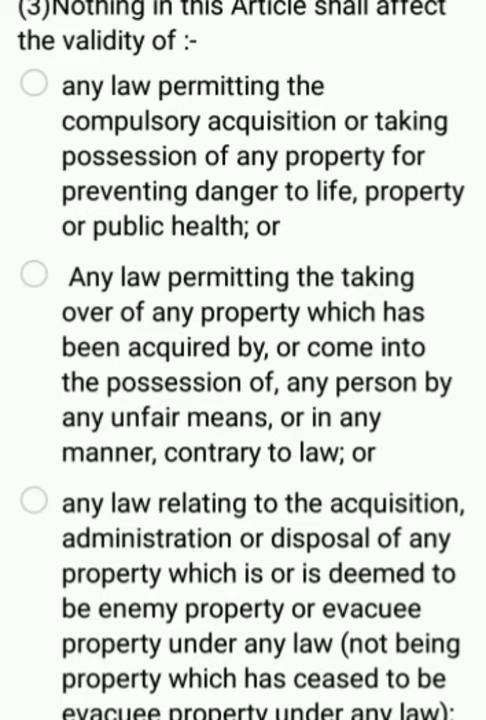 (3)Nothing in this Article shall affect
the validity of :-
any law permitting the
compulsory acquisition or taking
possession of any property for
preventing danger to life, property
or public health; or
Any law permitting the taking
over of any property which has
been acquired by, or come into
the possession of, any person by
any unfair means, or in any
manner, contrary to law; or
any law relating to the acquisition,
administration or disposal of any
property which is or is deemed to
be enemy property or evacuee
property under any law (not being
property which has ceased to be
evacuee property under any law);